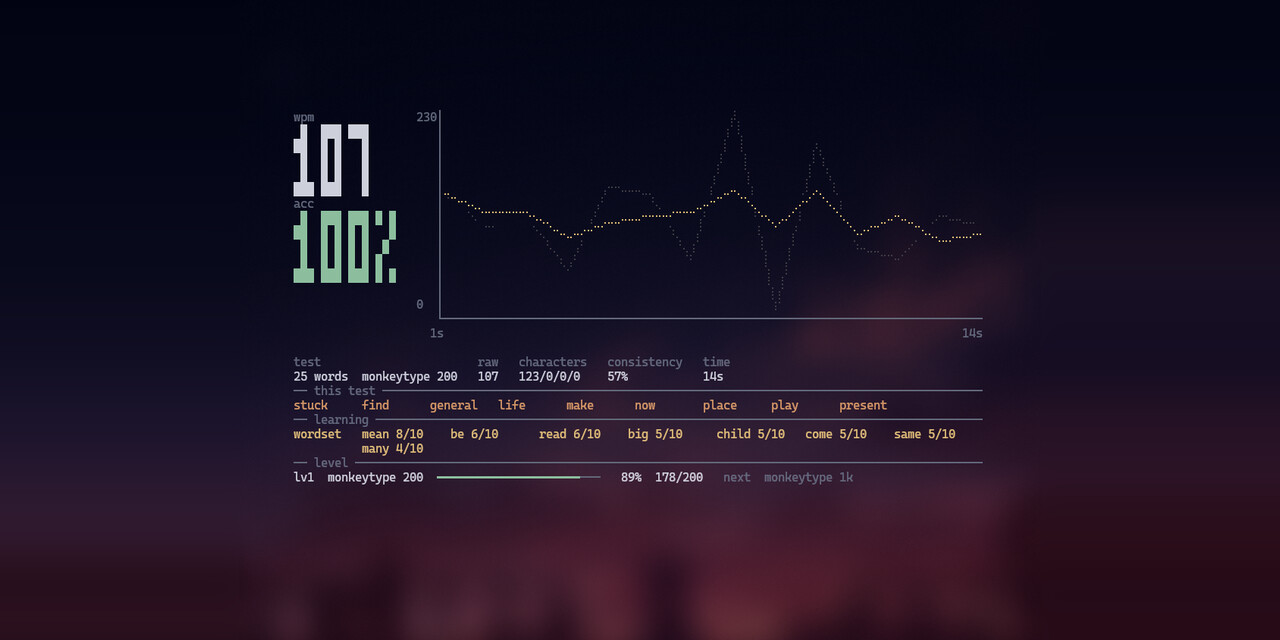 wpm
107
acc
100%
230
0
1s 14s
test raw characters consistency time
25 words monkeytype 200 107 123/0/0/0 57% 14s
this test
stuck find general life make now place play present
learning
wordset mean 8/10 be 6/10 read 6/10 big 5/10 child 5/10 come 5/10 same 5/10
many 4/10
level
lv1 monkeytype 200 89% 178/200 next monkeytype 1k